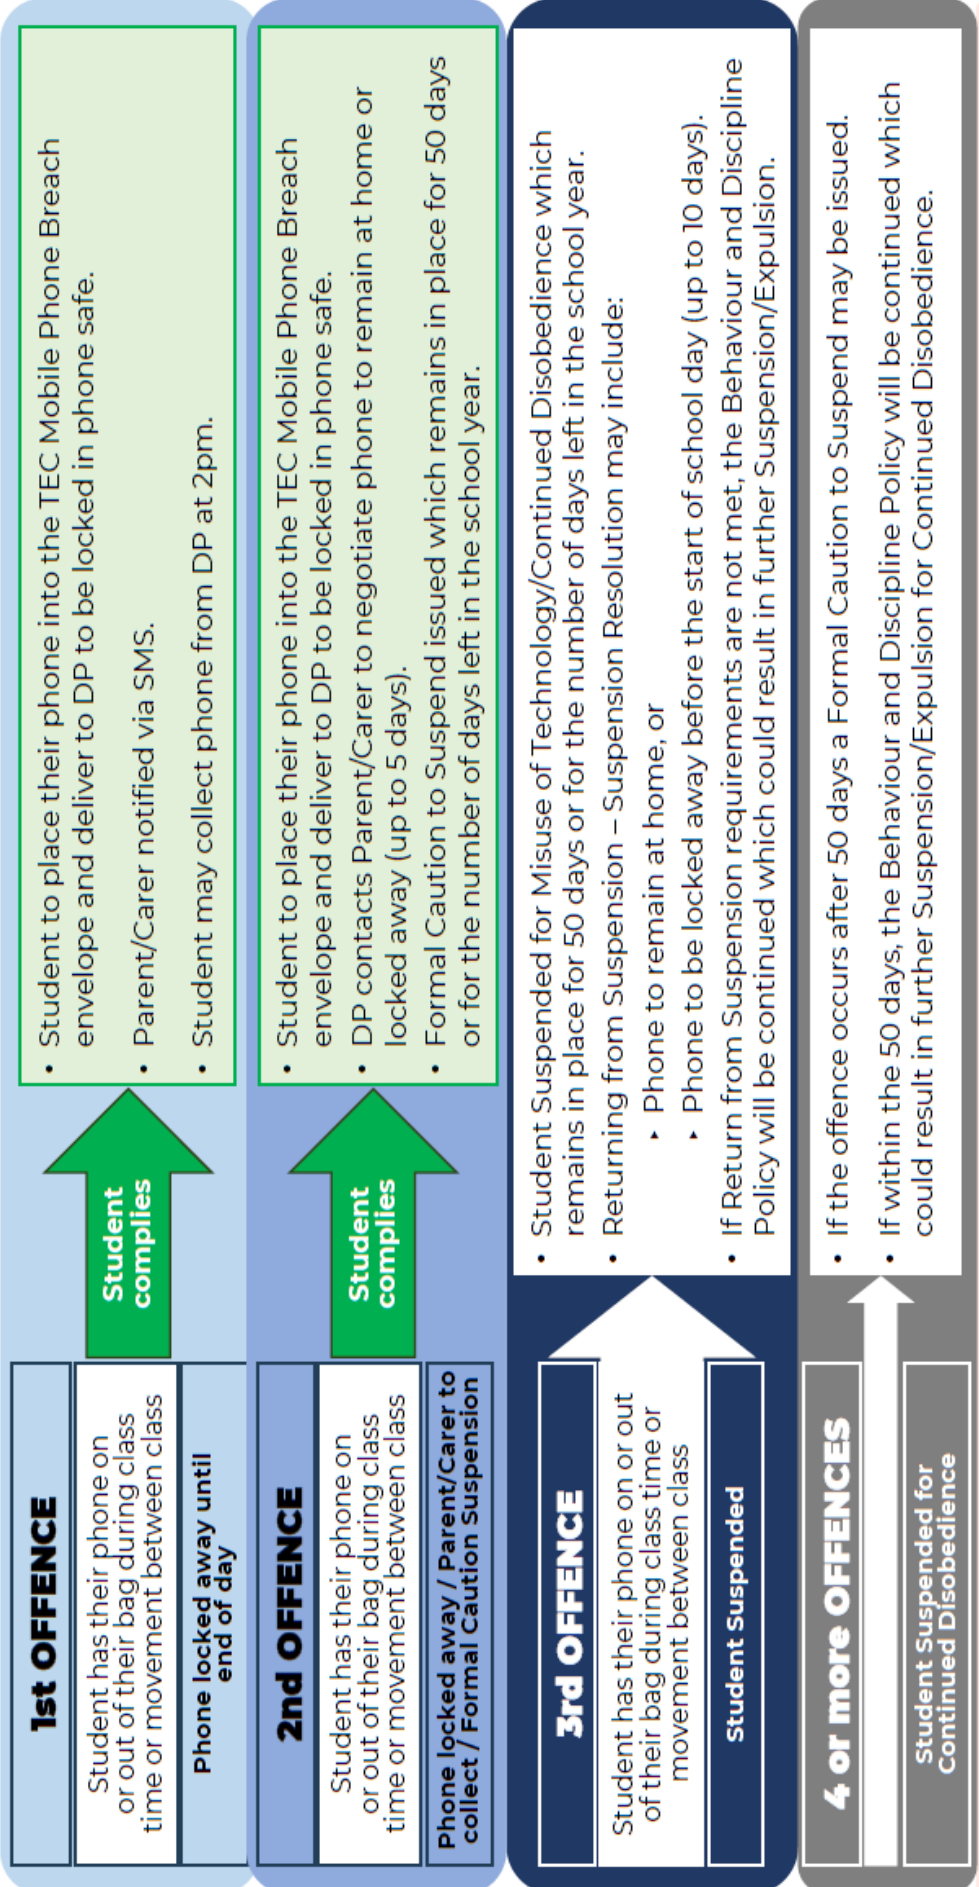 1st OFFENCE
Student has their phone on
or out of their bag during class
time or movement between class
Phone locked away until
end of day
Student
complies
• Student to place their phone into the TEC Mobile Phone Breach
envelope and deliver to DP to be locked in phone safe.
• Parent/Carer notified via SMS.
• Student may collect phone from DP at 2pm.
2nd OFFENCE
Student has their phone on
or out of their bag during class
time or movement between class
Phone locked away / Parent/Carer to
collect / Formal Caution Suspension
Student
complies
• Student to place their phone into the TEC Mobile Phone Breach
envelope and deliver to DP to be locked in phone safe.
• DP contacts Parent/Carer to negotiate phone to remain at home or
locked away (up to 5 days).
• Formal Caution to Suspend issued which remains in place for 50 days
or for the number of days left in the school year.
3rd OFFENCE
Student has their phone on or out
of their bag during class time or
movement between class
Student Suspended
• Student Suspended for Misuse of Technology/Continued Disobedience which
remains in place for 50 days or for the number of days left in the school year.
• Returning from Suspension – Suspension Resolution may include:
‣ Phone to remain at home, or
‣ Phone to be locked away before the start of school day (up to 10 days).
• If Return from Suspension requirements are not met, the Behaviour and Discipline
Policy will be continued which could result in further Suspension/Expulsion.
4 or more OFFENCES
Student Suspended for
Continued Disobedience
• If the offence occurs after 50 days a Formal Caution to Suspend may be issued.
• If within the 50 days, the Behaviour and Discipline Policy will be continued which
could result in further Suspension/Expulsion for Continued Disobedience.